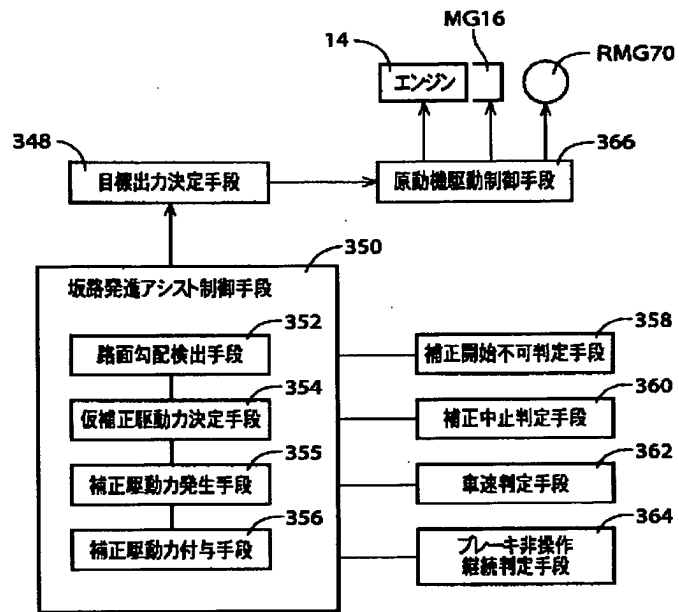 MG16
14
RMG70
エンジン
348
366
目標出力決定手段
原動機駆動制御手段
350
坂路発進アシスト制御手段
352
358
路面勾配検出手段
補正開始不可判定手段
354
360
仮補正駆動力決定手段
補正中止判定手段
355
362
補正駆動力発生手段
車速判定手段
356
364
補正駆動力付与手段
ブレーキ非操作
継続判定手段